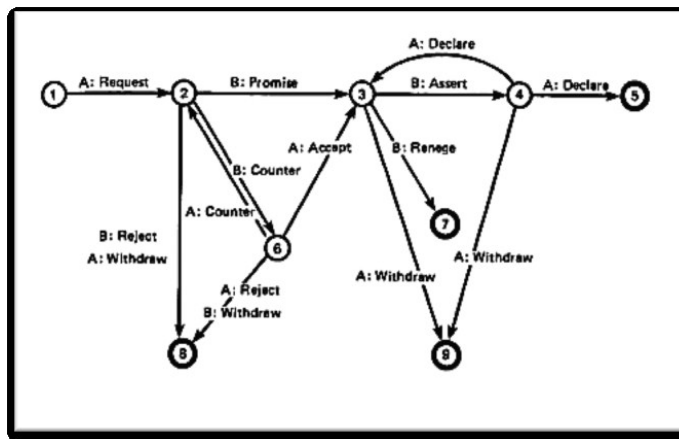 A: Declare
A: Request
B: Promise
B: Assert
A: Declare
1
2
3
4
5
A: Accept
B: Renege
B: Counter
A: Counter
7
B: Reject
A: Withdraw
6
A: Withdraw
A: Withdraw
A: Reject
B: Withdraw
8
9